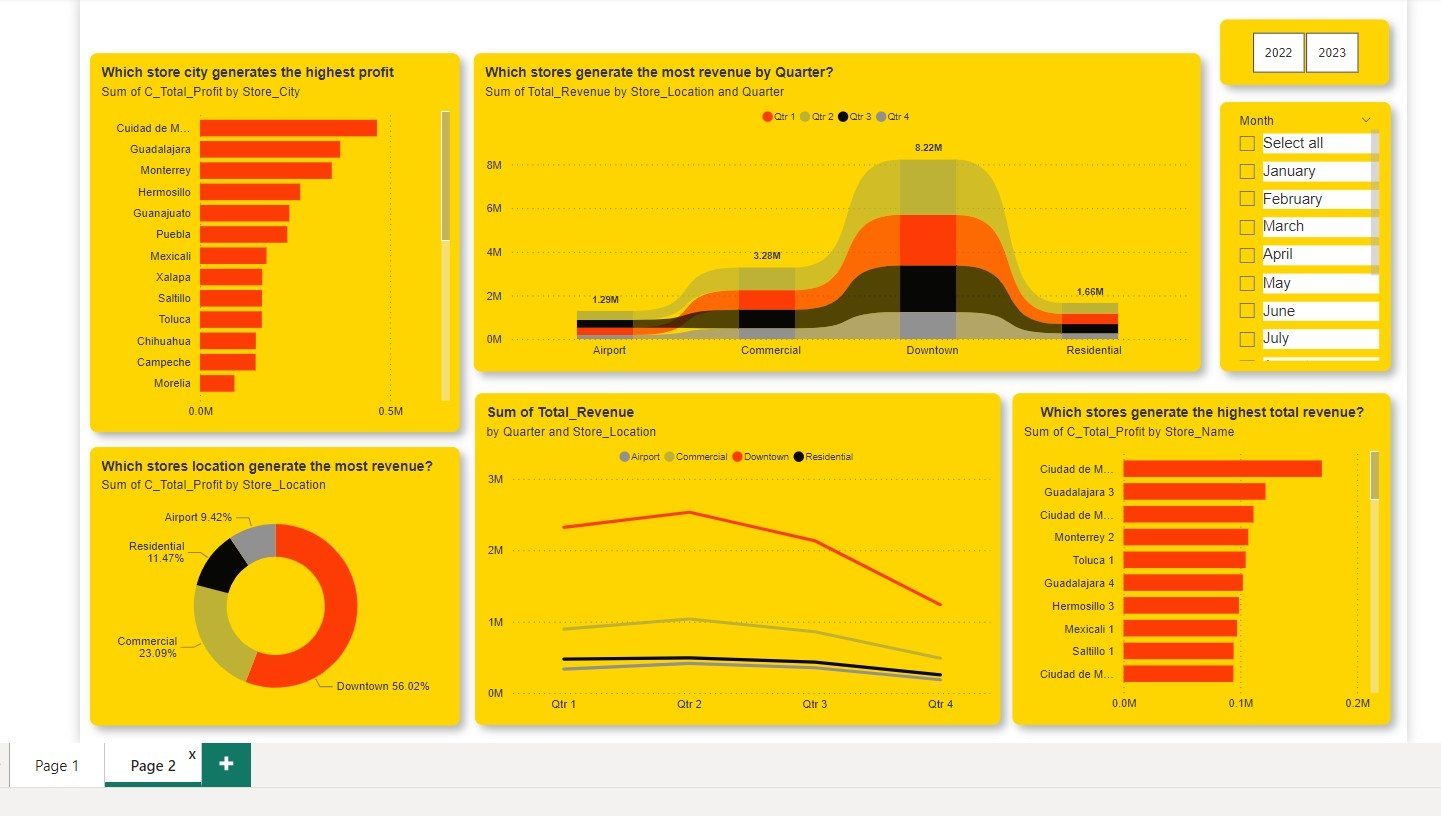 2022
2023
Which store city generates the highest profit
Sum of C_Total_Profit by Store_City
Cuidad de M...
Guadalajara
Monterrey
Hermosillo
Guanajuato
Puebla
Mexicali
Xalapa
Saltillo
Toluca
Chihuahua
Campeche
Morelia
0.0M
0.5M
Which stores generate the most revenue by Quarter?
Sum of Total_Revenue by Store_Location and Quarter
Qtr 1 Qtr 2 Qtr 3 Qtr 4
8M
6M
4M
2M
0M
1.29M
3.28M
8.22M
1.66M
Airport
Commercial
Downtown
Residential
Month
Select all
January
February
March
April
May
June
July
Which stores location generate the most revenue?
Sum of C_Total_Profit by Store_Location
Airport 9.42%
Residential
11.47%
Commercial
23.09%
Downtown 56.02%
Sum of Total_Revenue
by Quarter and Store_Location
Airport Commercial Downtown Residential
3M
2M
1M
0M
Qtr 1
Qtr 2
Qtr 3
Qtr 4
Which stores generate the highest total revenue?
Sum of C_Total_Profit by Store_Name
Ciudad de M...
Guadalajara 3
Ciudad de M...
Monterrey 2
Toluca 1
Guadalajara 4
Hermosillo 3
Mexicali 1
Saltillo 1
Ciudad de M...
0.0M
0.1M
0.2M
Page 1
Page 2
x
+